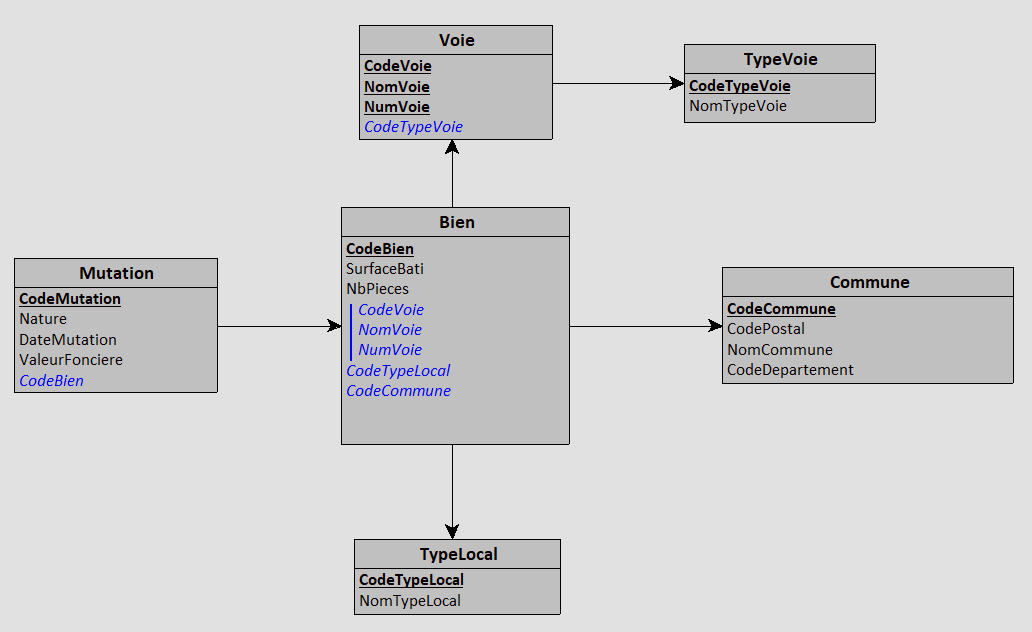 Voie
CodeVoie
NomVoie
NumVoie
CodeTypeVoie
TypeVoie
CodeTypeVoie
NomTypeVoie
Bien
CodeBien
SurfaceBati
NbPieces
CodeVoie
NomVoie
NumVoie
CodeTypeLocal
CodeCommune
Mutation
CodeMutation
Nature
DateMutation
ValeurFonciere
CodeBien
Commune
CodeCommune
CodePostal
NomCommune
CodeDepartement
TypeLocal
CodeTypeLocal
NomTypeLocal